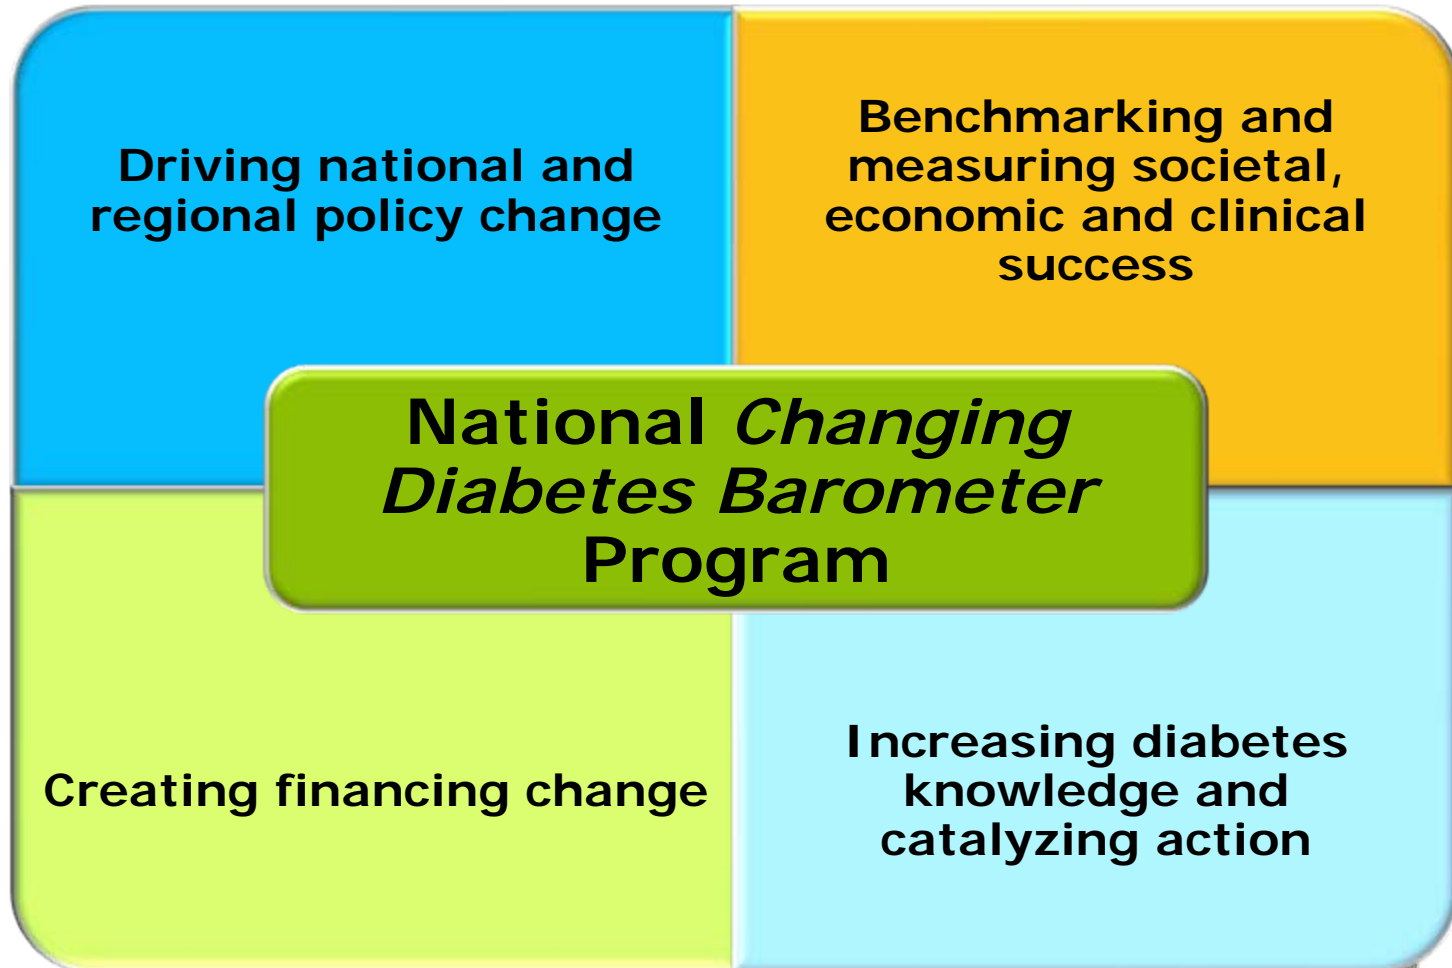 Driving national and
regional policy change
Benchmarking and
measuring societal,
economic and clinical
success
National Changing
Diabetes Barometer
Program
Creating financing change
Increasing diabetes
knowledge and
catalyzing action